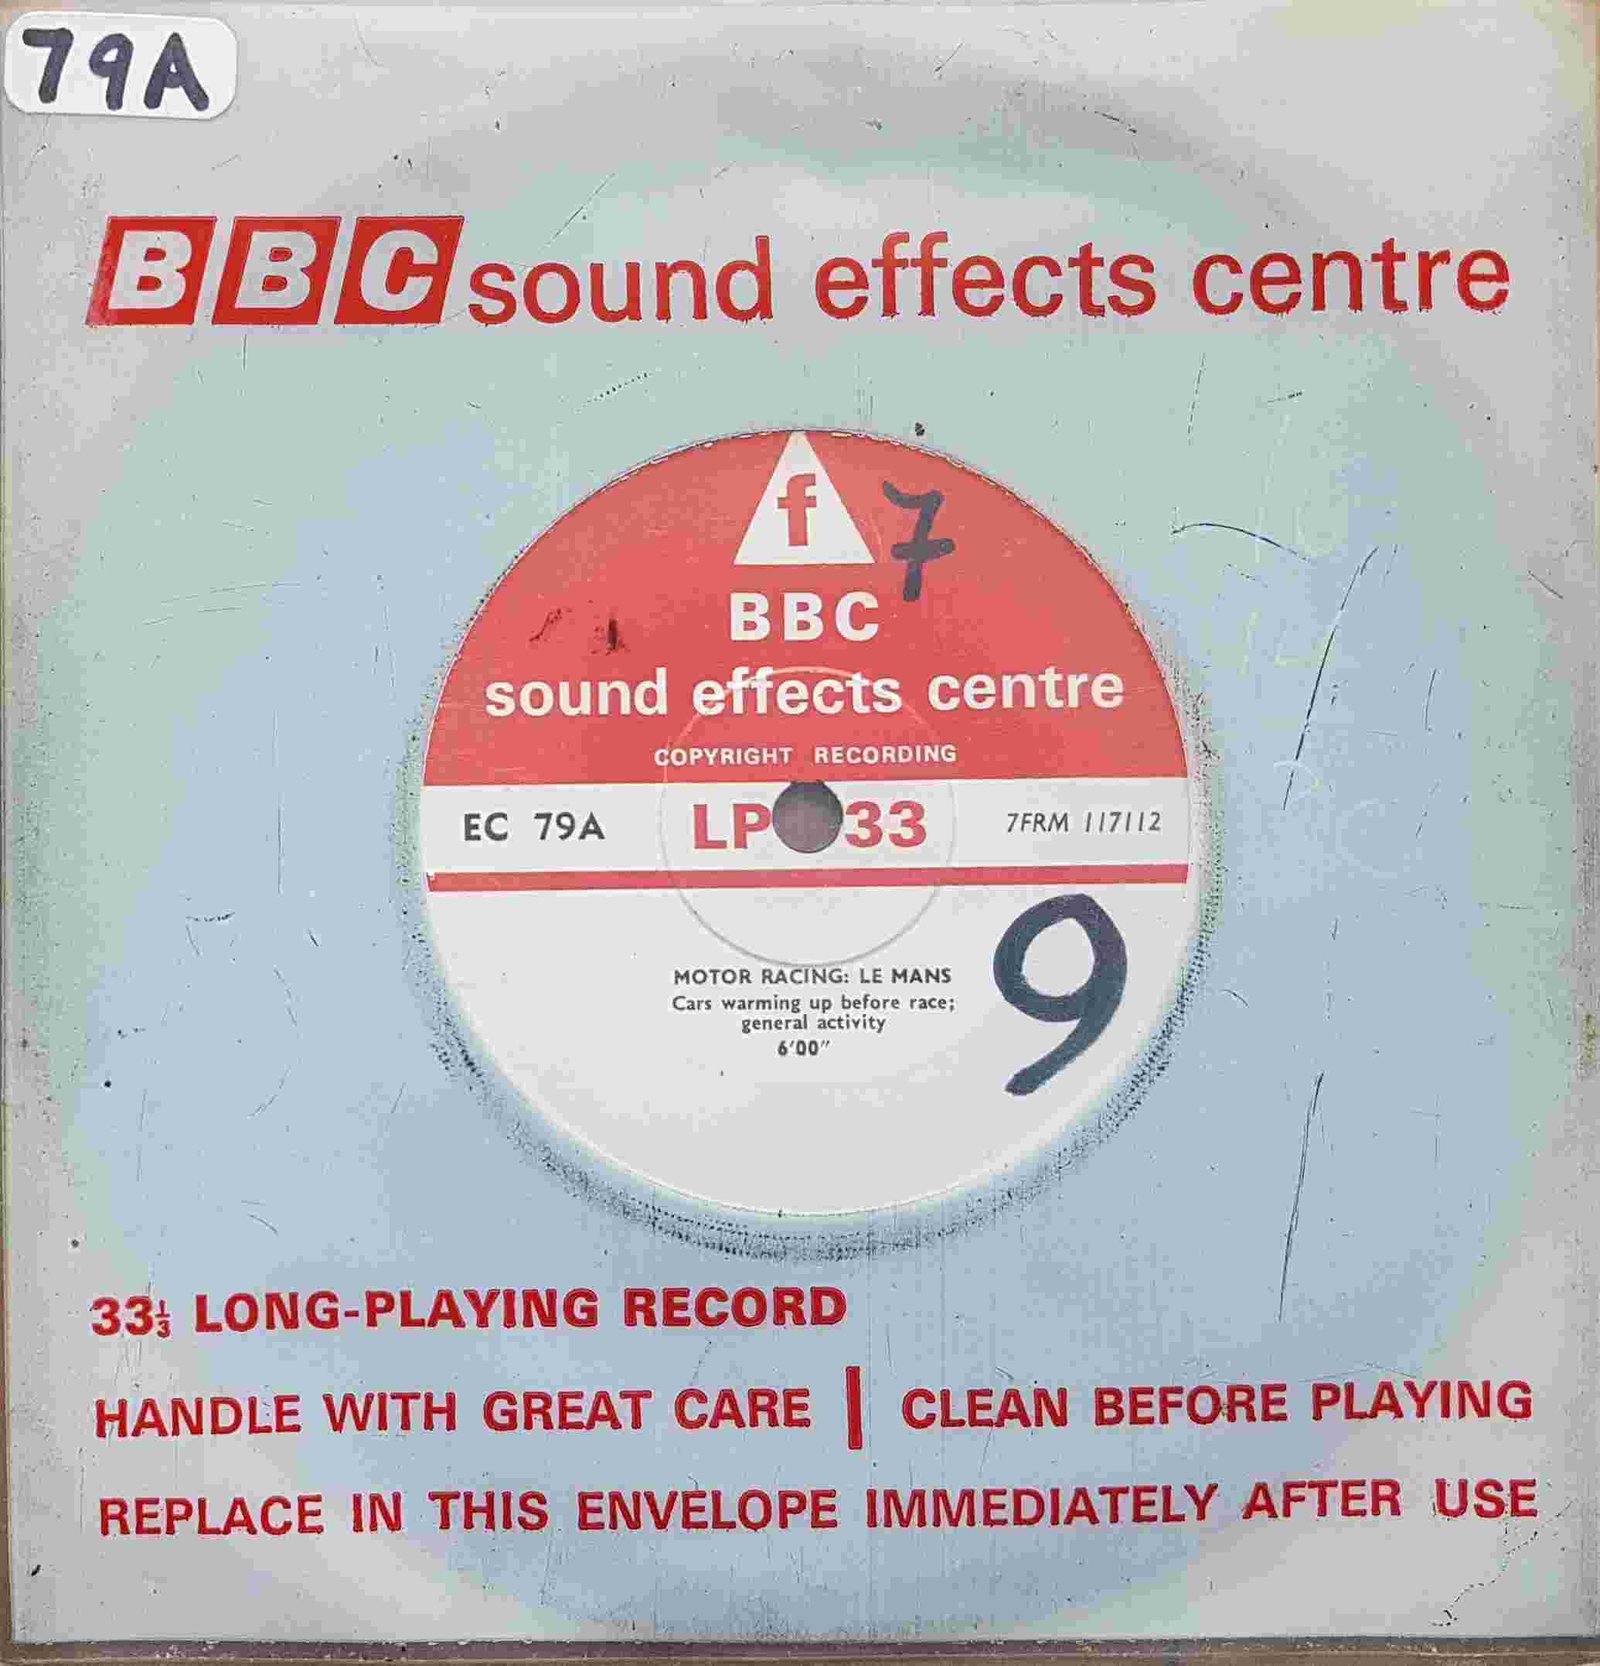 79A
BBC sound effects centre
f
7
BBC
sound effects centre
COPYRIGHT RECORDING
EC 79A LP 33 7FRM 117112
9
MOTOR RACING: LE MANS
Cars warming up before race;
general activity
6'00"
33⅓ LONG-PLAYING RECORD
HANDLE WITH GREAT CARE | CLEAN BEFORE PLAYING
REPLACE IN THIS ENVELOPE IMMEDIATELY AFTER USE